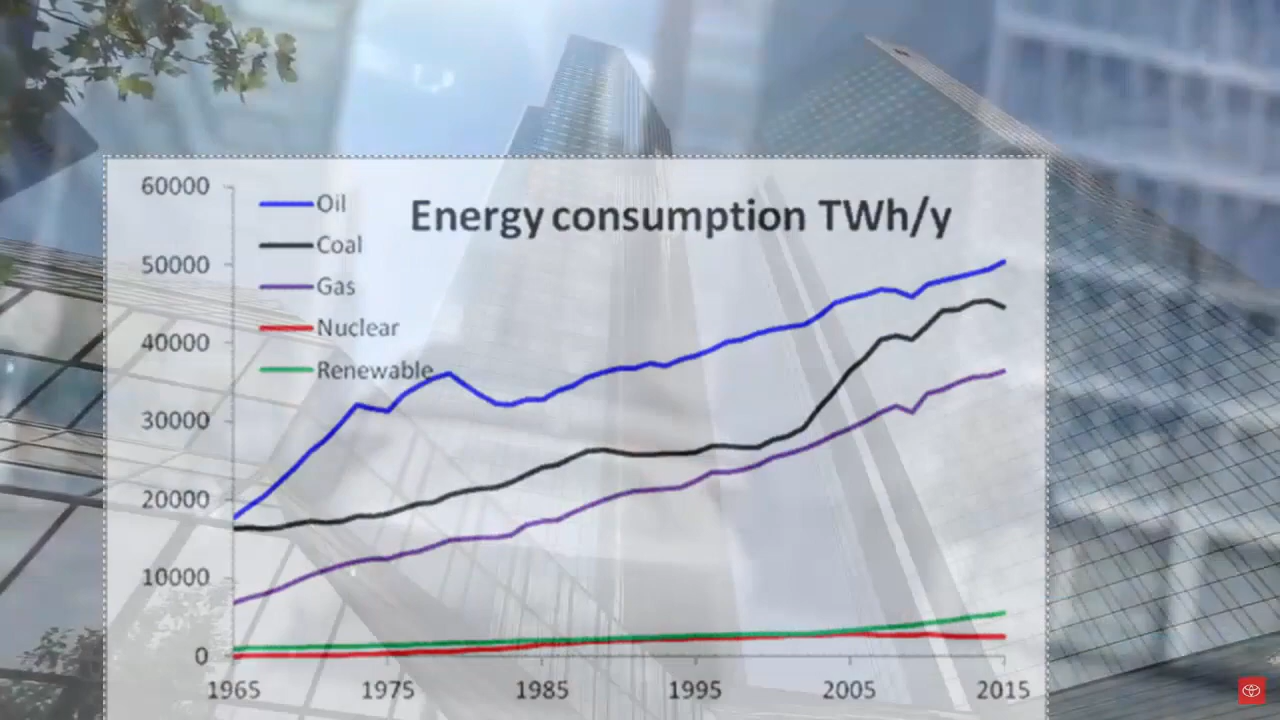 Energy consumption TWh/y
60000
50000
40000
30000
20000
10000
0
Oil
Coal
Gas
Nuclear
Renewable
1965 1975 1985 1995 2005 2015